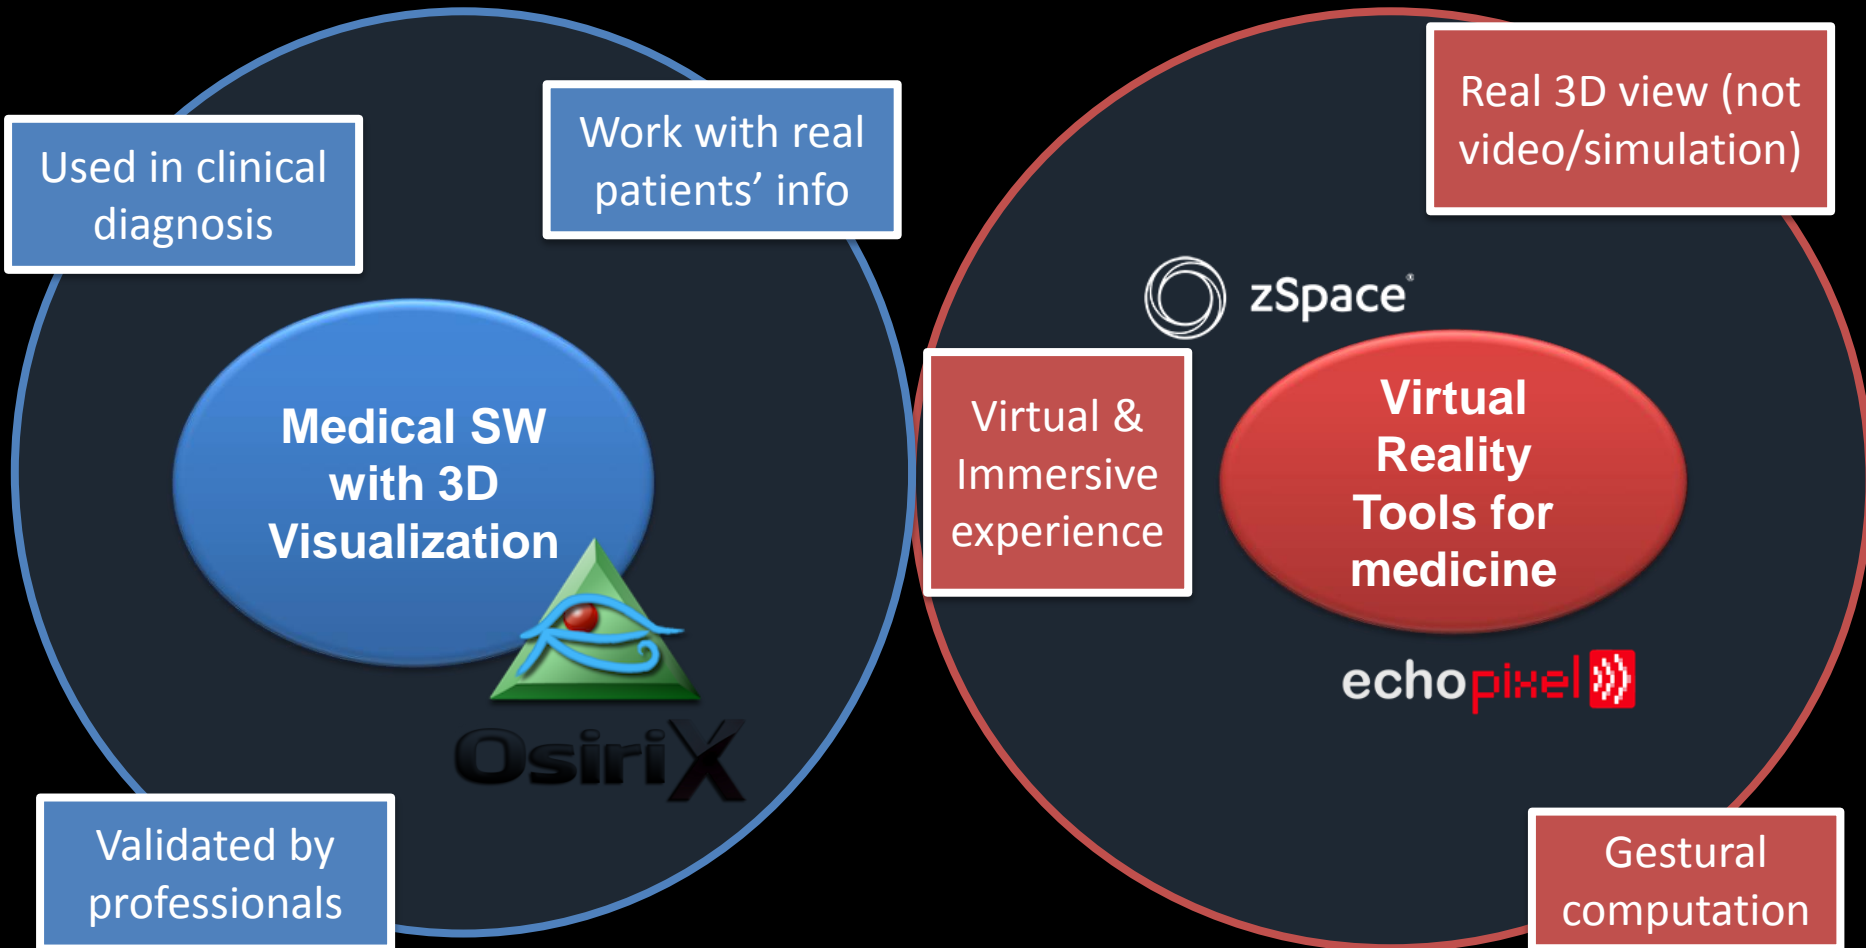 Used in clinical
diagnosis
Work with real
patients’ info
Medical SW
with 3D
Visualization
OsiriX
Validated by
professionals
Real 3D view (not
video/simulation)
zSpace®
Virtual &
Immersive
experience
Virtual
Reality
Tools for
medicine
echopixel
Gestural
computation